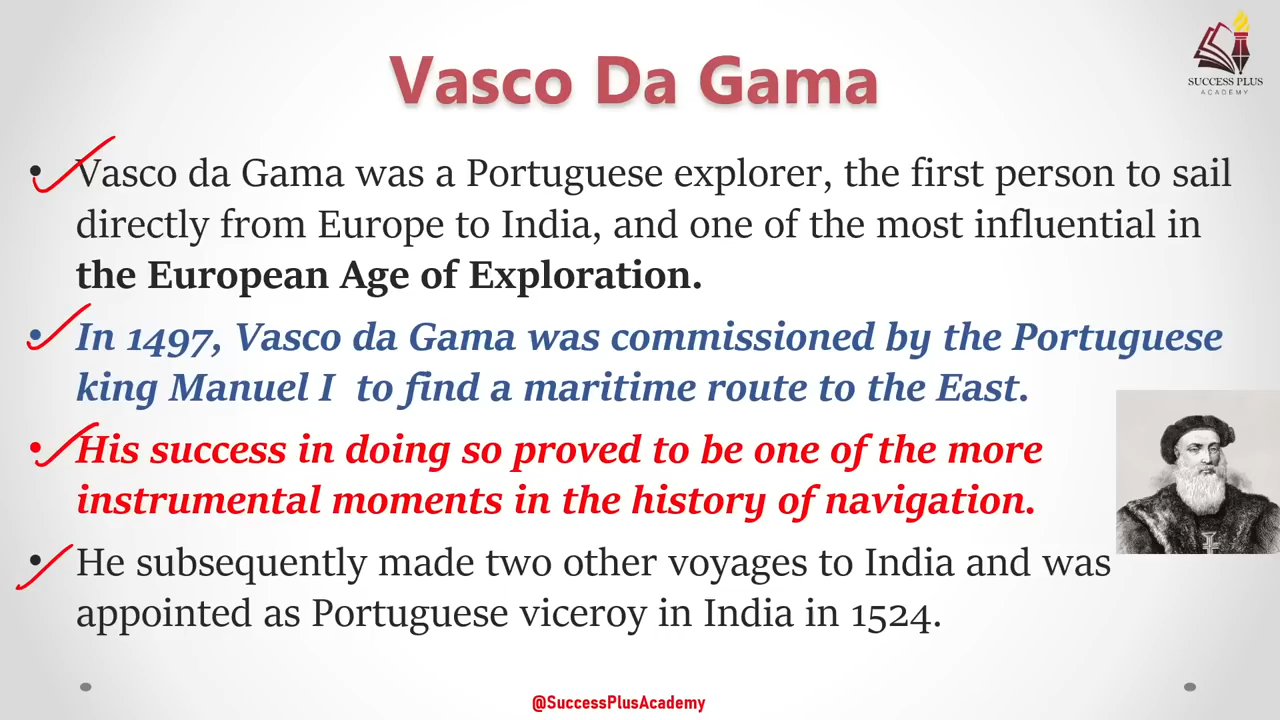 SUCCESS PLUS
ACADEMY
Vasco Da Gama
• Vasco da Gama was a Portuguese explorer, the first person to sail
directly from Europe to India, and one of the most influential in
the European Age of Exploration.
• In 1497, Vasco da Gama was commissioned by the Portuguese
king Manuel I to find a maritime route to the East.
• His success in doing so proved to be one of the more
instrumental moments in the history of navigation.
• He subsequently made two other voyages to India and was
appointed as Portuguese viceroy in India in 1524.
@SuccessPlusAcademy